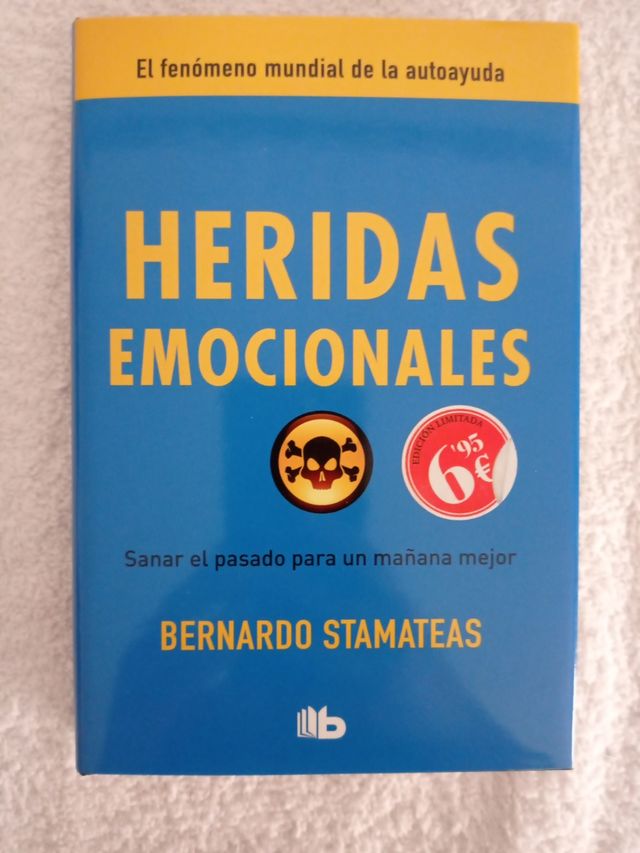 El fenómeno mundial de la autoayuda
HERIDAS
EMOCIONALES
EDICIÓN LIMITADA
6'95
€
Sanar el pasado para un mañana mejor
BERNARDO STAMATEAS
b